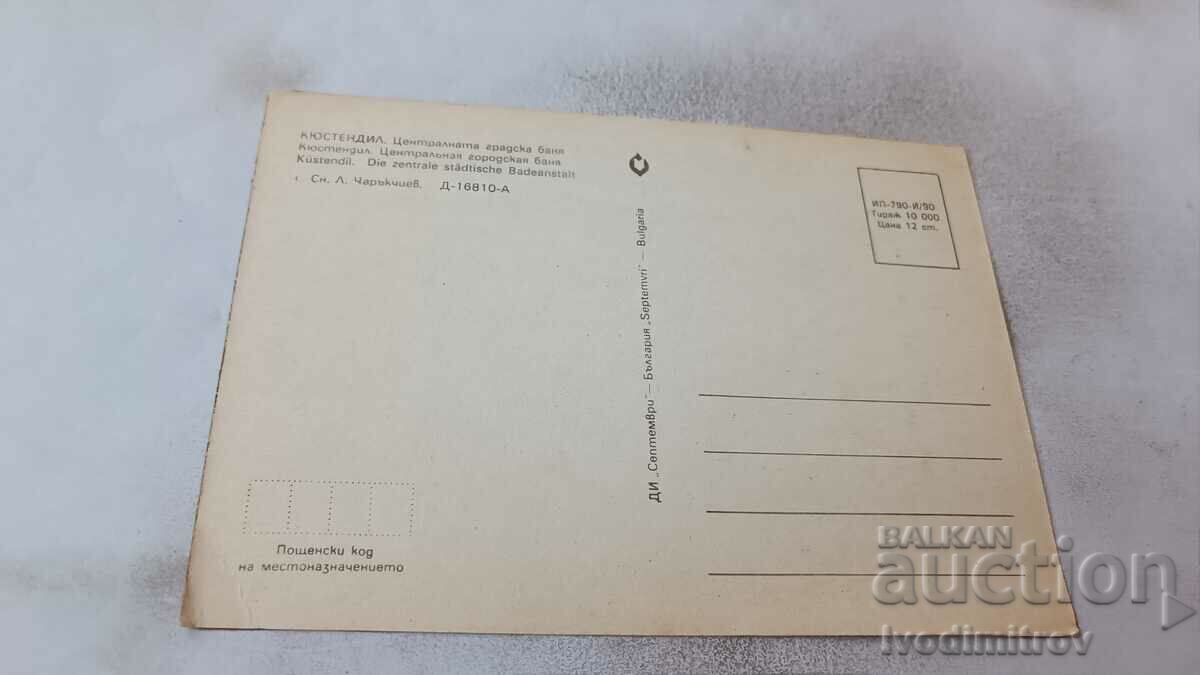 КЮСТЕНДИЛ. Централната градска баня
Кюстендил. Центральная городская баня
Küstendil. Die zentrale städtische Badeanstalt
Сн. Л. Чаръкчиев. Д-16810-А
ДИ „Септември“ — България „Septemvri“ — Bulgaria
ИП-790-И/90
Тираж 10 000
Цена 12 ст.
Пощенски код
на местоназначението
BALKAN
auction
Ivodimitrov